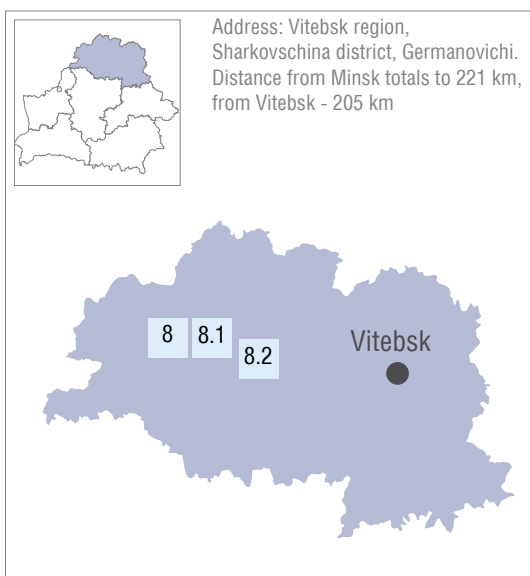 Address: Vitebsk region,
Sharkovschina district, Germanovichi.
Distance from Minsk totals to 221 km,
from Vitebsk - 205 km
8
8.1
8.2
Vitebsk